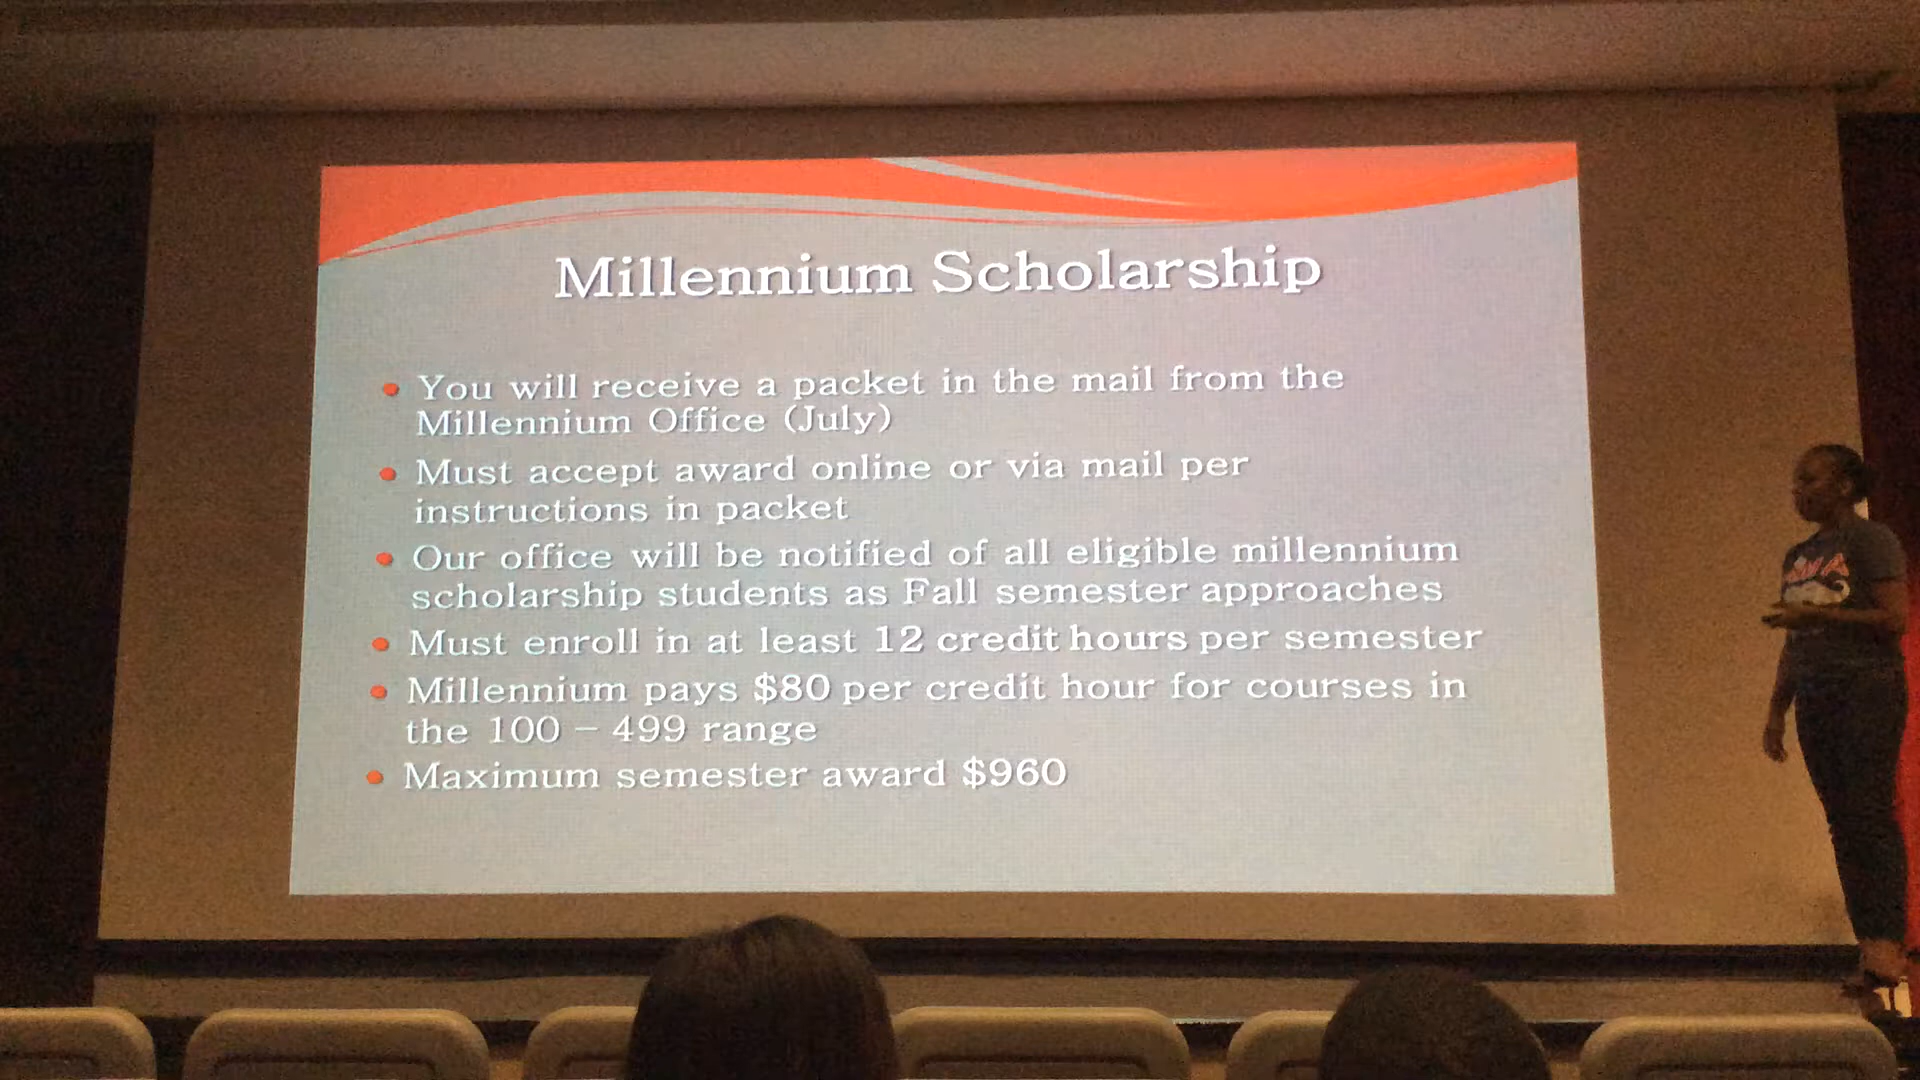 Millennium Scholarship
• You will receive a packet in the mail from the
Millennium Office (July)
• Must accept award online or via mail per
instructions in packet
• Our office will be notified of all eligible millennium
scholarship students as Fall semester approaches
• Must enroll in at least 12 credit hours per semester
• Millennium pays $80 per credit hour for courses in
the 100 – 499 range
• Maximum semester award $960